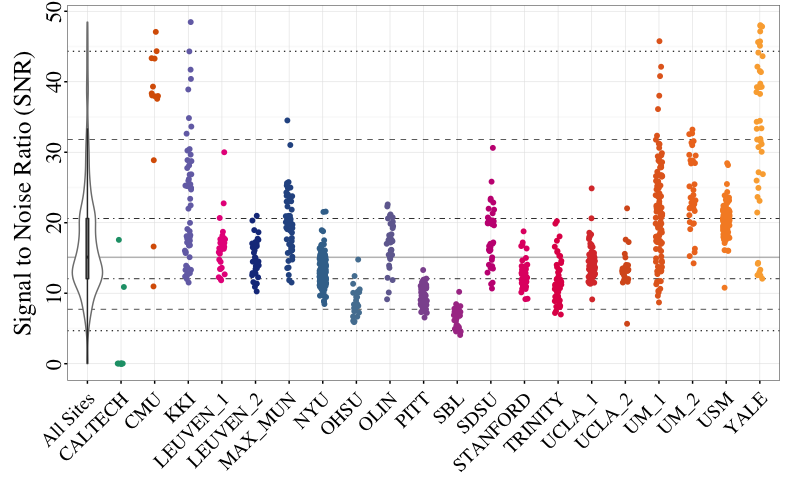 Signal to Noise Ratio (SNR)
50
40
30
20
10
0
All Sites
CALTECH
CMU
KKI
LEUVEN_1
LEUVEN_2
MAX_MUN
NYU
OHSU
OLIN
PITT
SBL
SDSU
STANFORD
TRINITY
UCLA_1
UCLA_2
UM_1
UM_2
USM
YALE